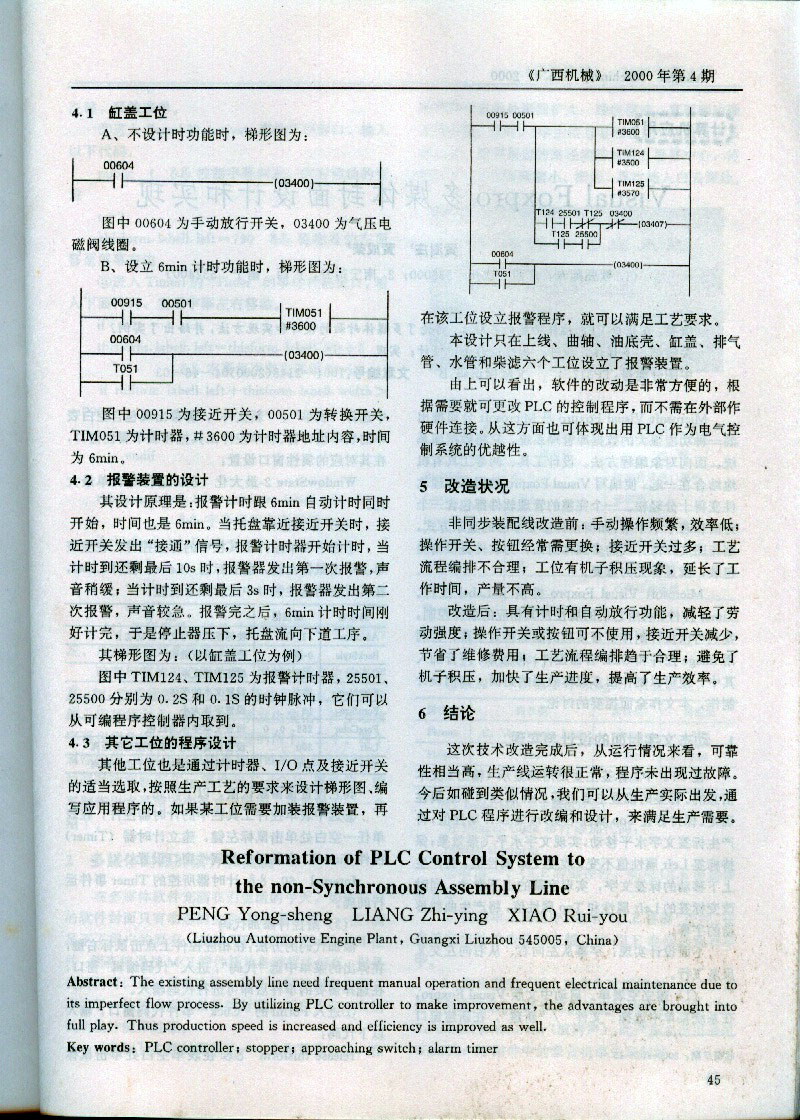 《广西机械》 2000年第4期
4.1 缸盖工位
A、不设计时功能时，梯形图为：
00604
(03400)
图中 00604 为手动放行开关，03400 为气压电
磁阀线圈。
B、设立 6min 计时功能时，梯形图为：
00915 00501
TIM051
#3600
00604
(03400)
T051
图中 00915 为接近开关，00501 为转换开关，
TIM051 为计时器，#3600 为计时器地址内容，时间
为 6min。
4.2 报警装置的设计
其设计原理是：报警计时跟 6min 自动计时同时
开始，时间也是 6min。当托盘靠近接近开关时，接
近开关发出“接通”信号，报警计时器开始计时，当
计时到还剩最后 10s 时，报警器发出第一次报警，声
音稍缓；当计时到还剩最后 3s 时，报警器发出第二
次报警，声音较急。报警完之后，6min 计时时间刚
好计完，于是停止器压下，托盘流向下道工序。
其梯形图为：（以缸盖工位为例）
图中 TIM124、TIM125 为报警计时器，25501、
25500 分别为 0.2S 和 0.1S 的时钟脉冲，它们可以
从可编程序控制器内取到。
4.3 其它工位的程序设计
其他工位也是通过计时器、I/O 点及接近开关
的适当选取，按照生产工艺的要求来设计梯形图、编
写应用程序的。如果某工位需要加装报警装置，再
00915 00501
TIM051
#3600
TIM124
#3500
TIM125
#3570
T124 25501 T125 03400
(03407)
T125 25500
00604
(03400)
T051
在该工位设立报警程序，就可以满足工艺要求。
本设计只在上线、曲轴、油底壳、缸盖、排气
管、水管和柴滤六个工位设立了报警装置。
由上可以看出，软件的改动是非常方便的，根
据需要就可更改 PLC 的控制程序，而不需在外部作
硬件连接。从这方面也可体现出用 PLC 作为电气控
制系统的优越性。
5 改造状况
非同步装配线改造前：手动操作频繁，效率低；
操作开关、按钮经常需更换；接近开关过多；工艺
流程编排不合理；工位有机子积压现象，延长了工
作时间，产量不高。
改造后：具有计时和自动放行功能，减轻了劳
动强度；操作开关或按钮可不使用，接近开关减少，
节省了维修费用；工艺流程编排趋于合理；避免了
机子积压，加快了生产进度，提高了生产效率。
6 结论
这次技术改造完成后，从运行情况来看，可靠
性相当高，生产线运转很正常，程序未出现过故障。
今后如碰到类似情况，我们可以从生产实际出发，通
过对 PLC 程序进行改编和设计，来满足生产需要。
Reformation of PLC Control System to
the non-Synchronous Assembly Line
PENG Yong-sheng LIANG Zhi-ying XIAO Rui-you
(Liuzhou Automotive Engine Plant, Guangxi Liuzhou 545005, China)
Abstract: The existing assembly line need frequent manual operation and frequent electrical maintenance due to
its imperfect flow process. By utilizing PLC controller to make improvement, the advantages are brought into
full play. Thus production speed is increased and efficiency is improved as well.
Key words: PLC controller; stopper; approaching switch; alarm timer
45